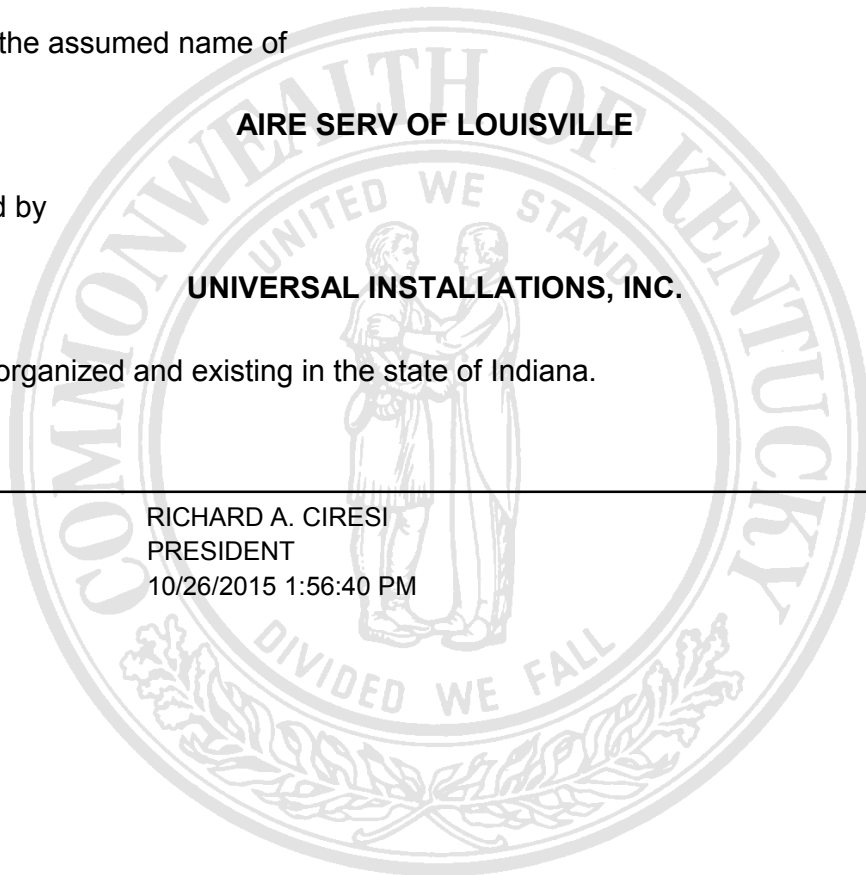 the assumed name of
AIRE SERV OF LOUISVILLE
d by
UNIVERSAL INSTALLATIONS, INC.
organized and existing in the state of Indiana.
RICHARD A. CIRESI
PRESIDENT
10/26/2015 1:56:40 PM
COMMONWEALTH OF KENTUCKY
UNITED WE STAND
DIVIDED WE FALL